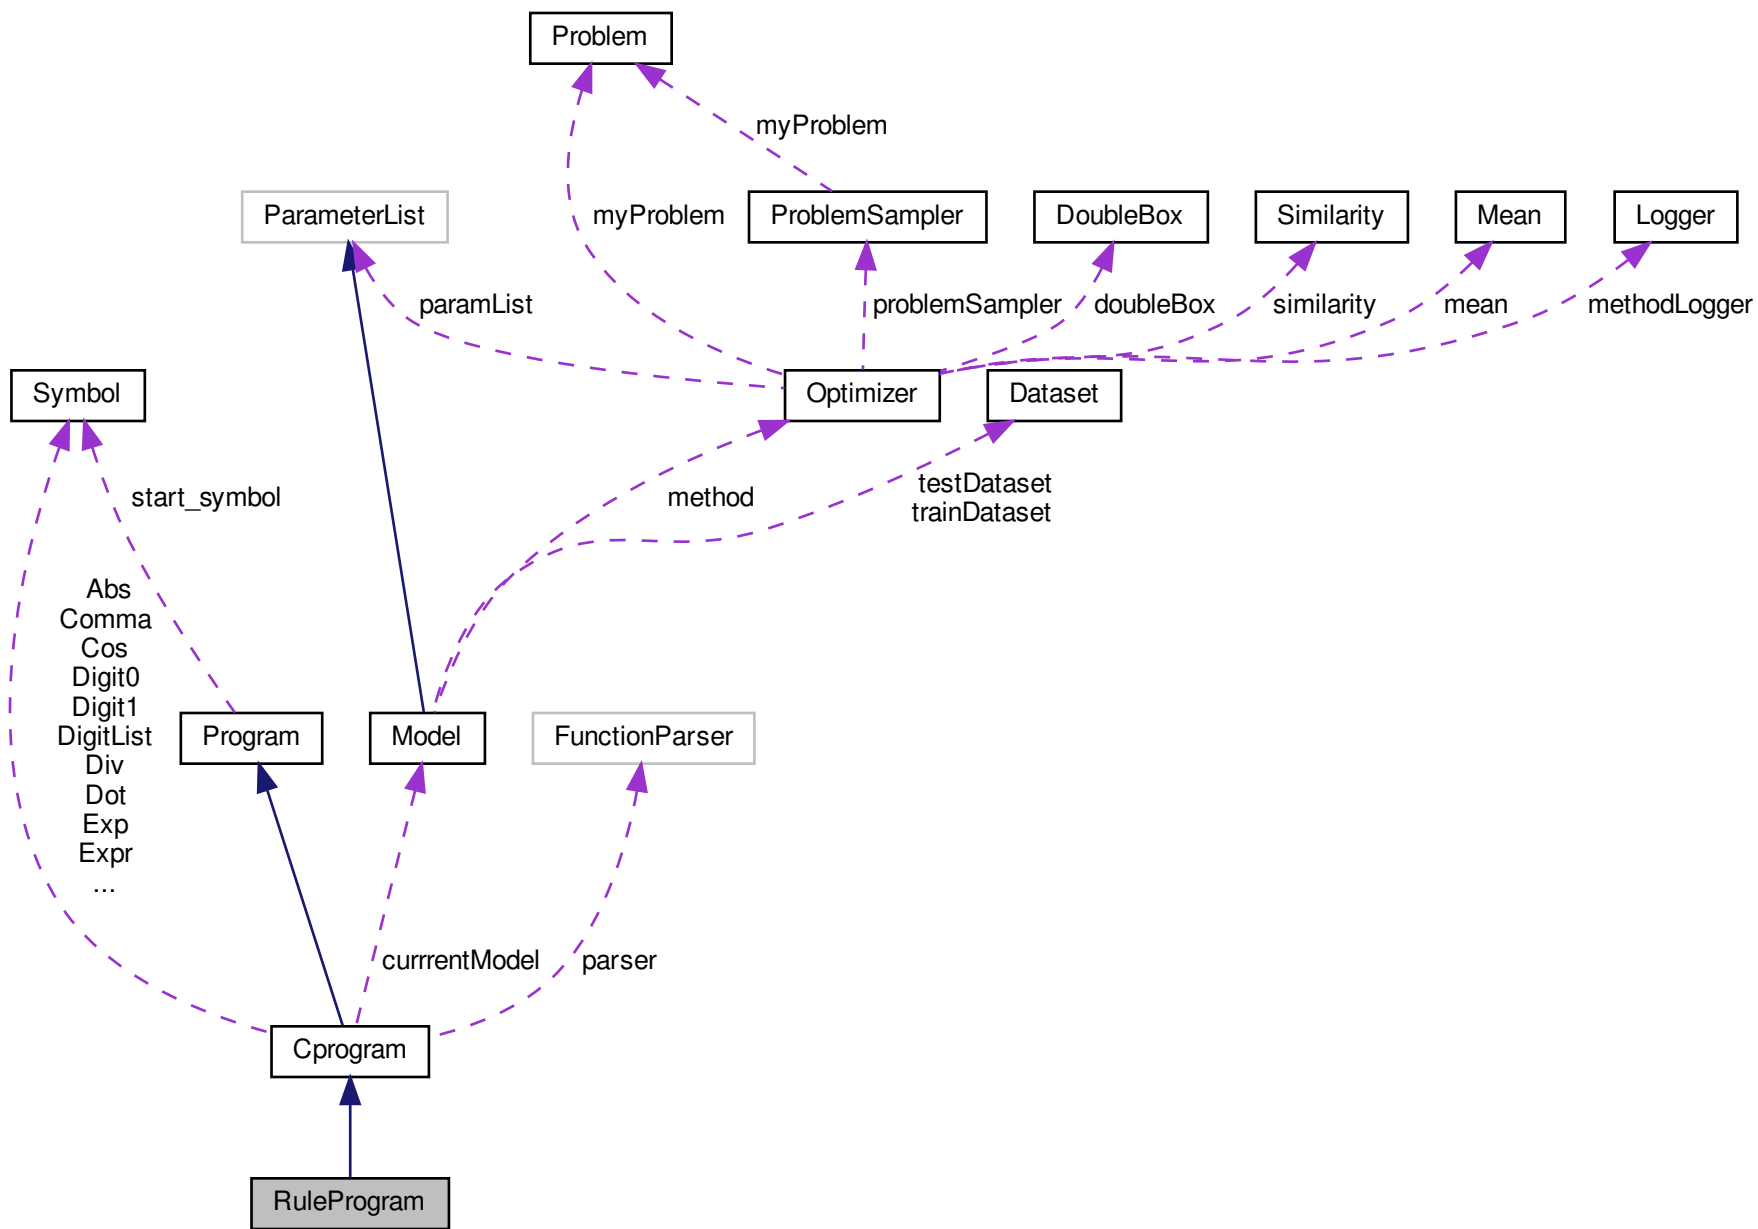 Problem
myProblem
ParameterList
myProblem
ProblemSampler
DoubleBox
Similarity
Mean
Logger
paramList
problemSampler
doubleBox
similarity
mean
methodLogger
Symbol
Optimizer
Dataset
start_symbol
method
testDataset
trainDataset
Abs
Comma
Cos
Digit0
Digit1
DigitList
Div
Dot
Exp
Expr
...
Program
Model
FunctionParser
currrentModel
parser
Cprogram
RuleProgram